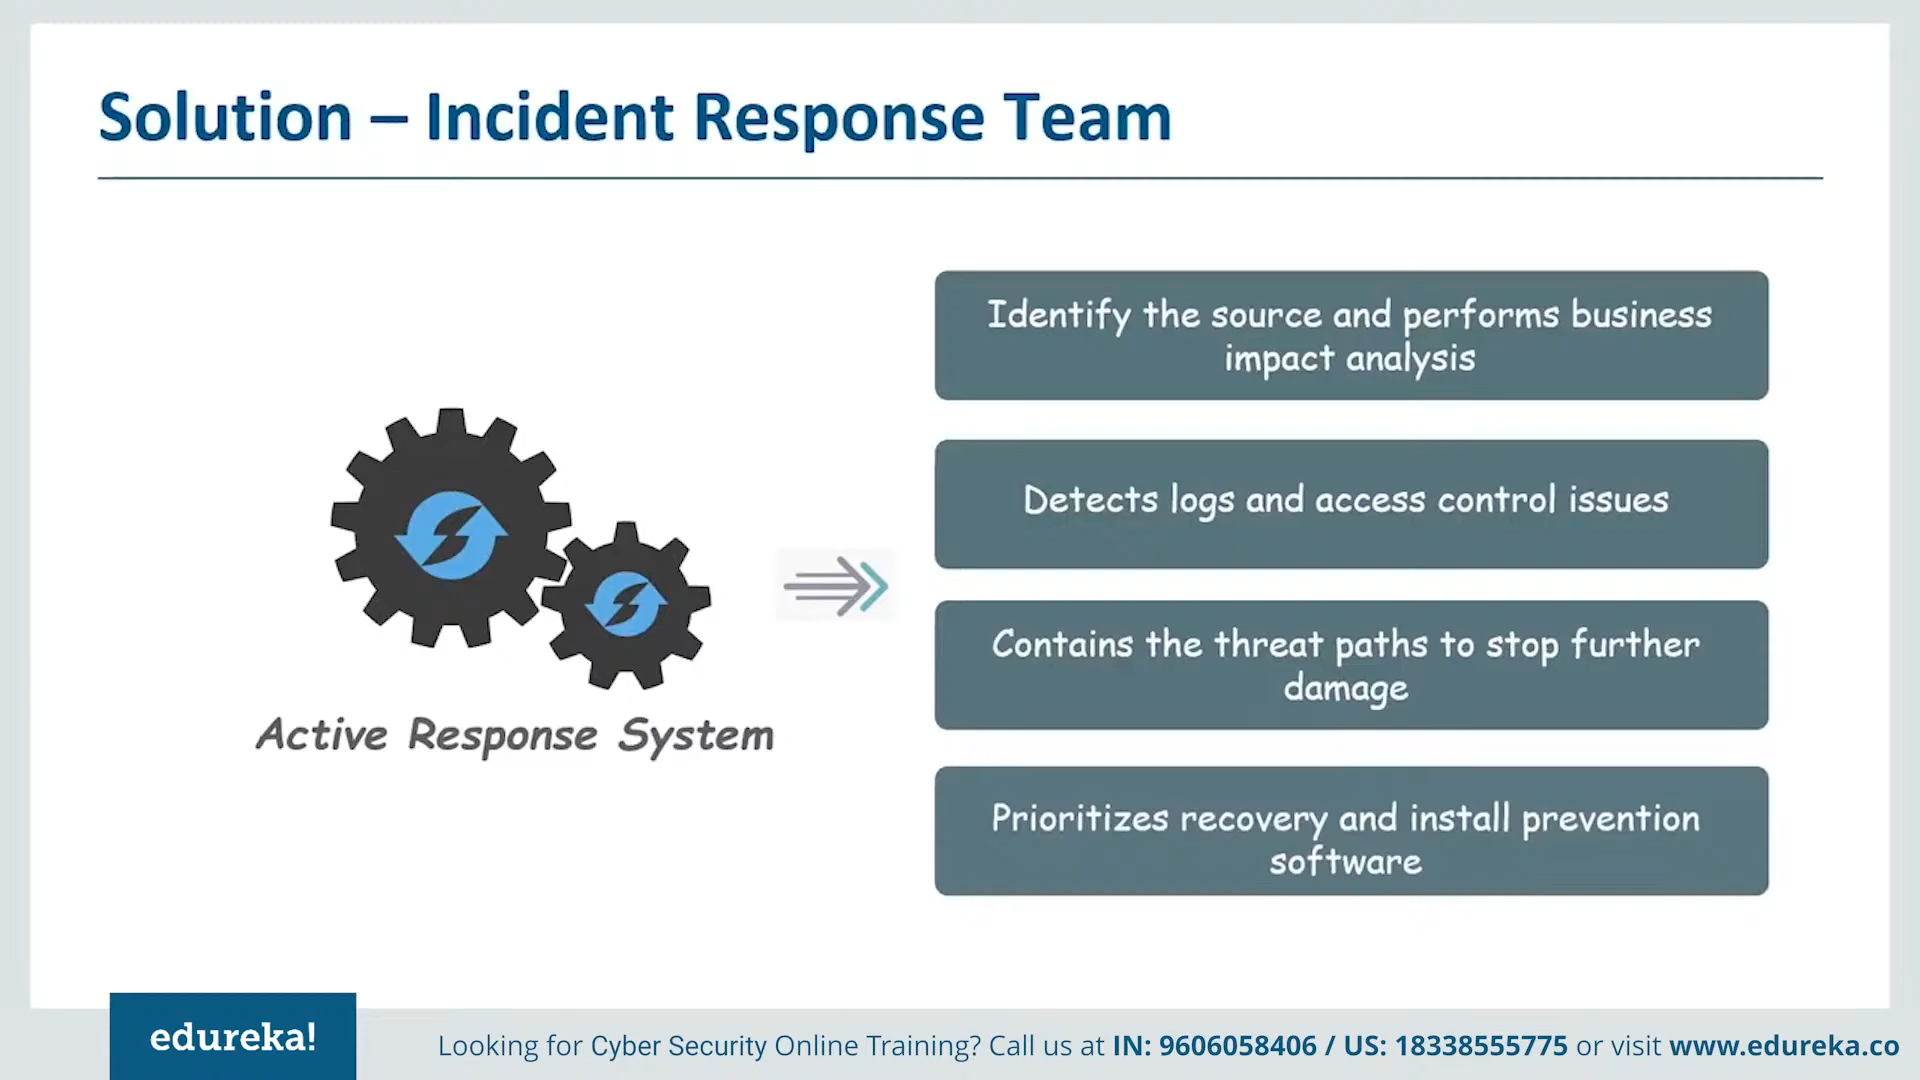 Solution – Incident Response Team
Identify the source and performs business
impact analysis
Detects logs and access control issues
Contains the threat paths to stop further
damage
Prioritizes recovery and install prevention
software
Active Response System
edureka!
Looking for Cyber Security Online Training? Call us at IN: 9606058406 / US: 18338555775 or visit www.edureka.co